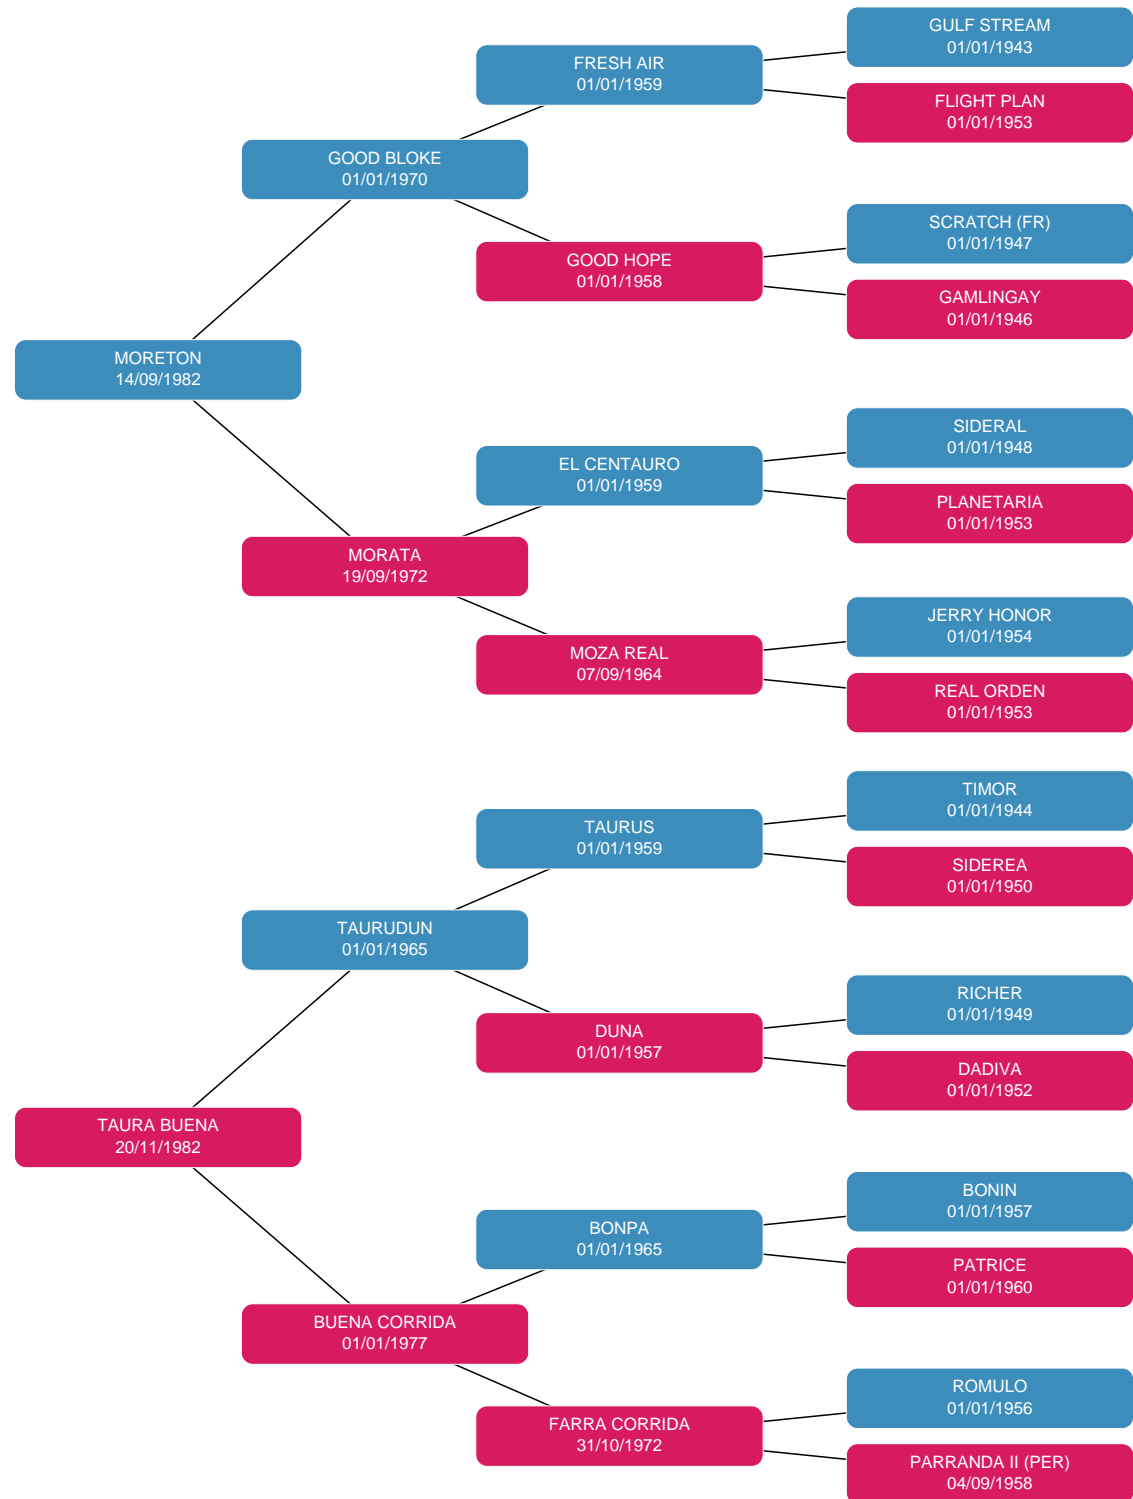 GULF STREAM
01/01/1943
FRESH AIR
01/01/1959
FLIGHT PLAN
01/01/1953
GOOD BLOKE
01/01/1970
SCRATCH (FR)
01/01/1947
GOOD HOPE
01/01/1958
GAMLINGAY
01/01/1946
MORETON
14/09/1982
SIDERAL
01/01/1948
EL CENTAURO
01/01/1959
PLANETARIA
01/01/1953
MORATA
19/09/1972
JERRY HONOR
01/01/1954
MOZA REAL
07/09/1964
REAL ORDEN
01/01/1953
TIMOR
01/01/1944
TAURUS
01/01/1959
SIDEREA
01/01/1950
TAURUDUN
01/01/1965
RICHER
01/01/1949
DUNA
01/01/1957
DADIVA
01/01/1952
TAURA BUENA
20/11/1982
BONIN
01/01/1957
BONPA
01/01/1965
PATRICE
01/01/1960
BUENA CORRIDA
01/01/1977
ROMULO
01/01/1956
FARRA CORRIDA
31/10/1972
PARRANDA II (PER)
04/09/1958